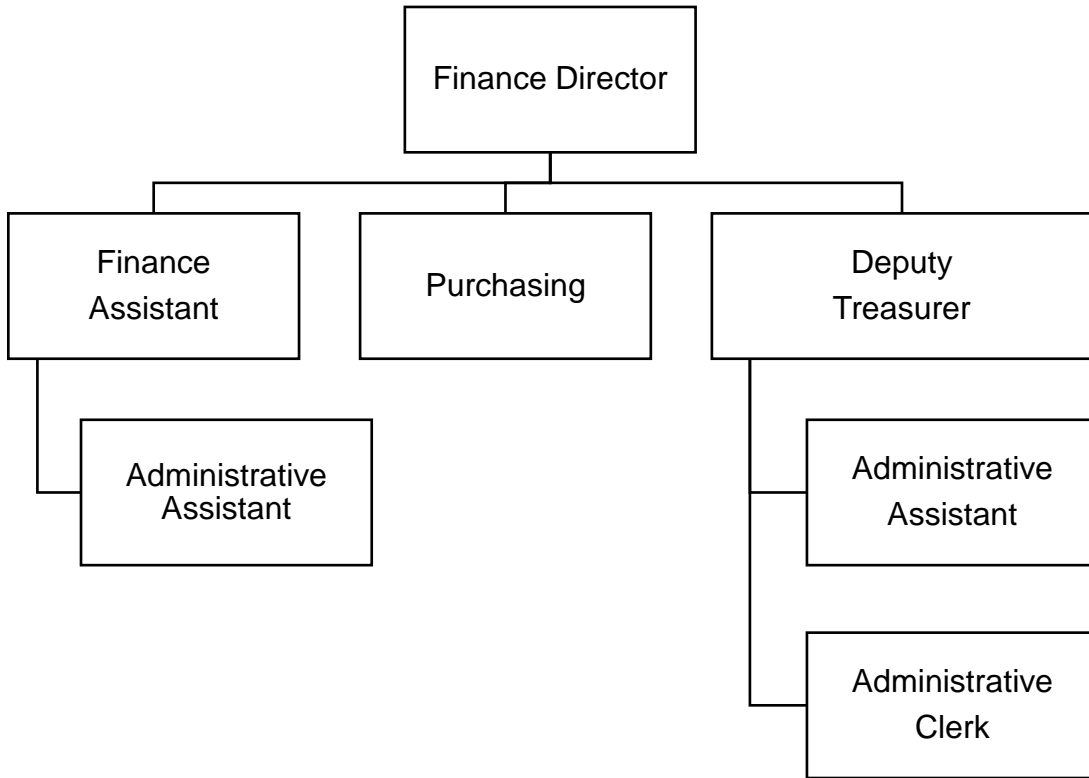 Finance Director
Finance
Assistant
Purchasing
Deputy
Treasurer
Administrative
Assistant
Administrative
Assistant
Administrative
Clerk